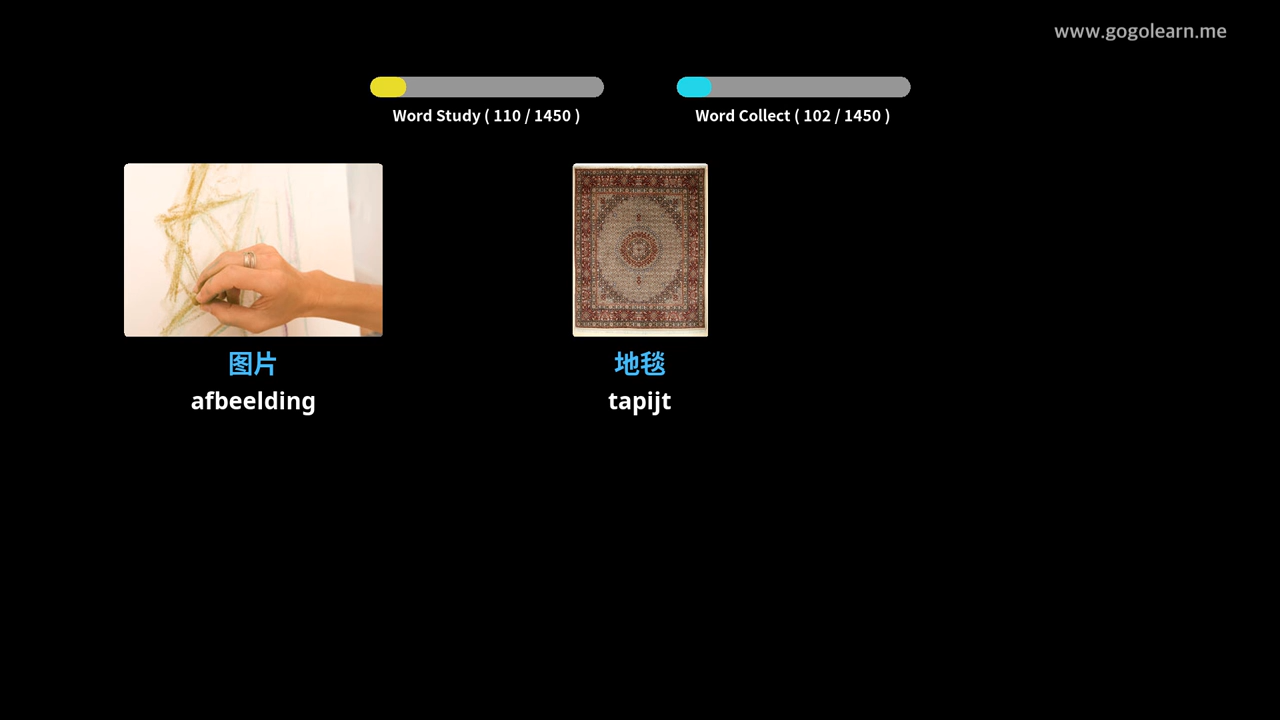 www.gogolearn.me
Word Study ( 110 / 1450 )
Word Collect ( 102 / 1450 )
图片
afbeelding
地毯
tapijt